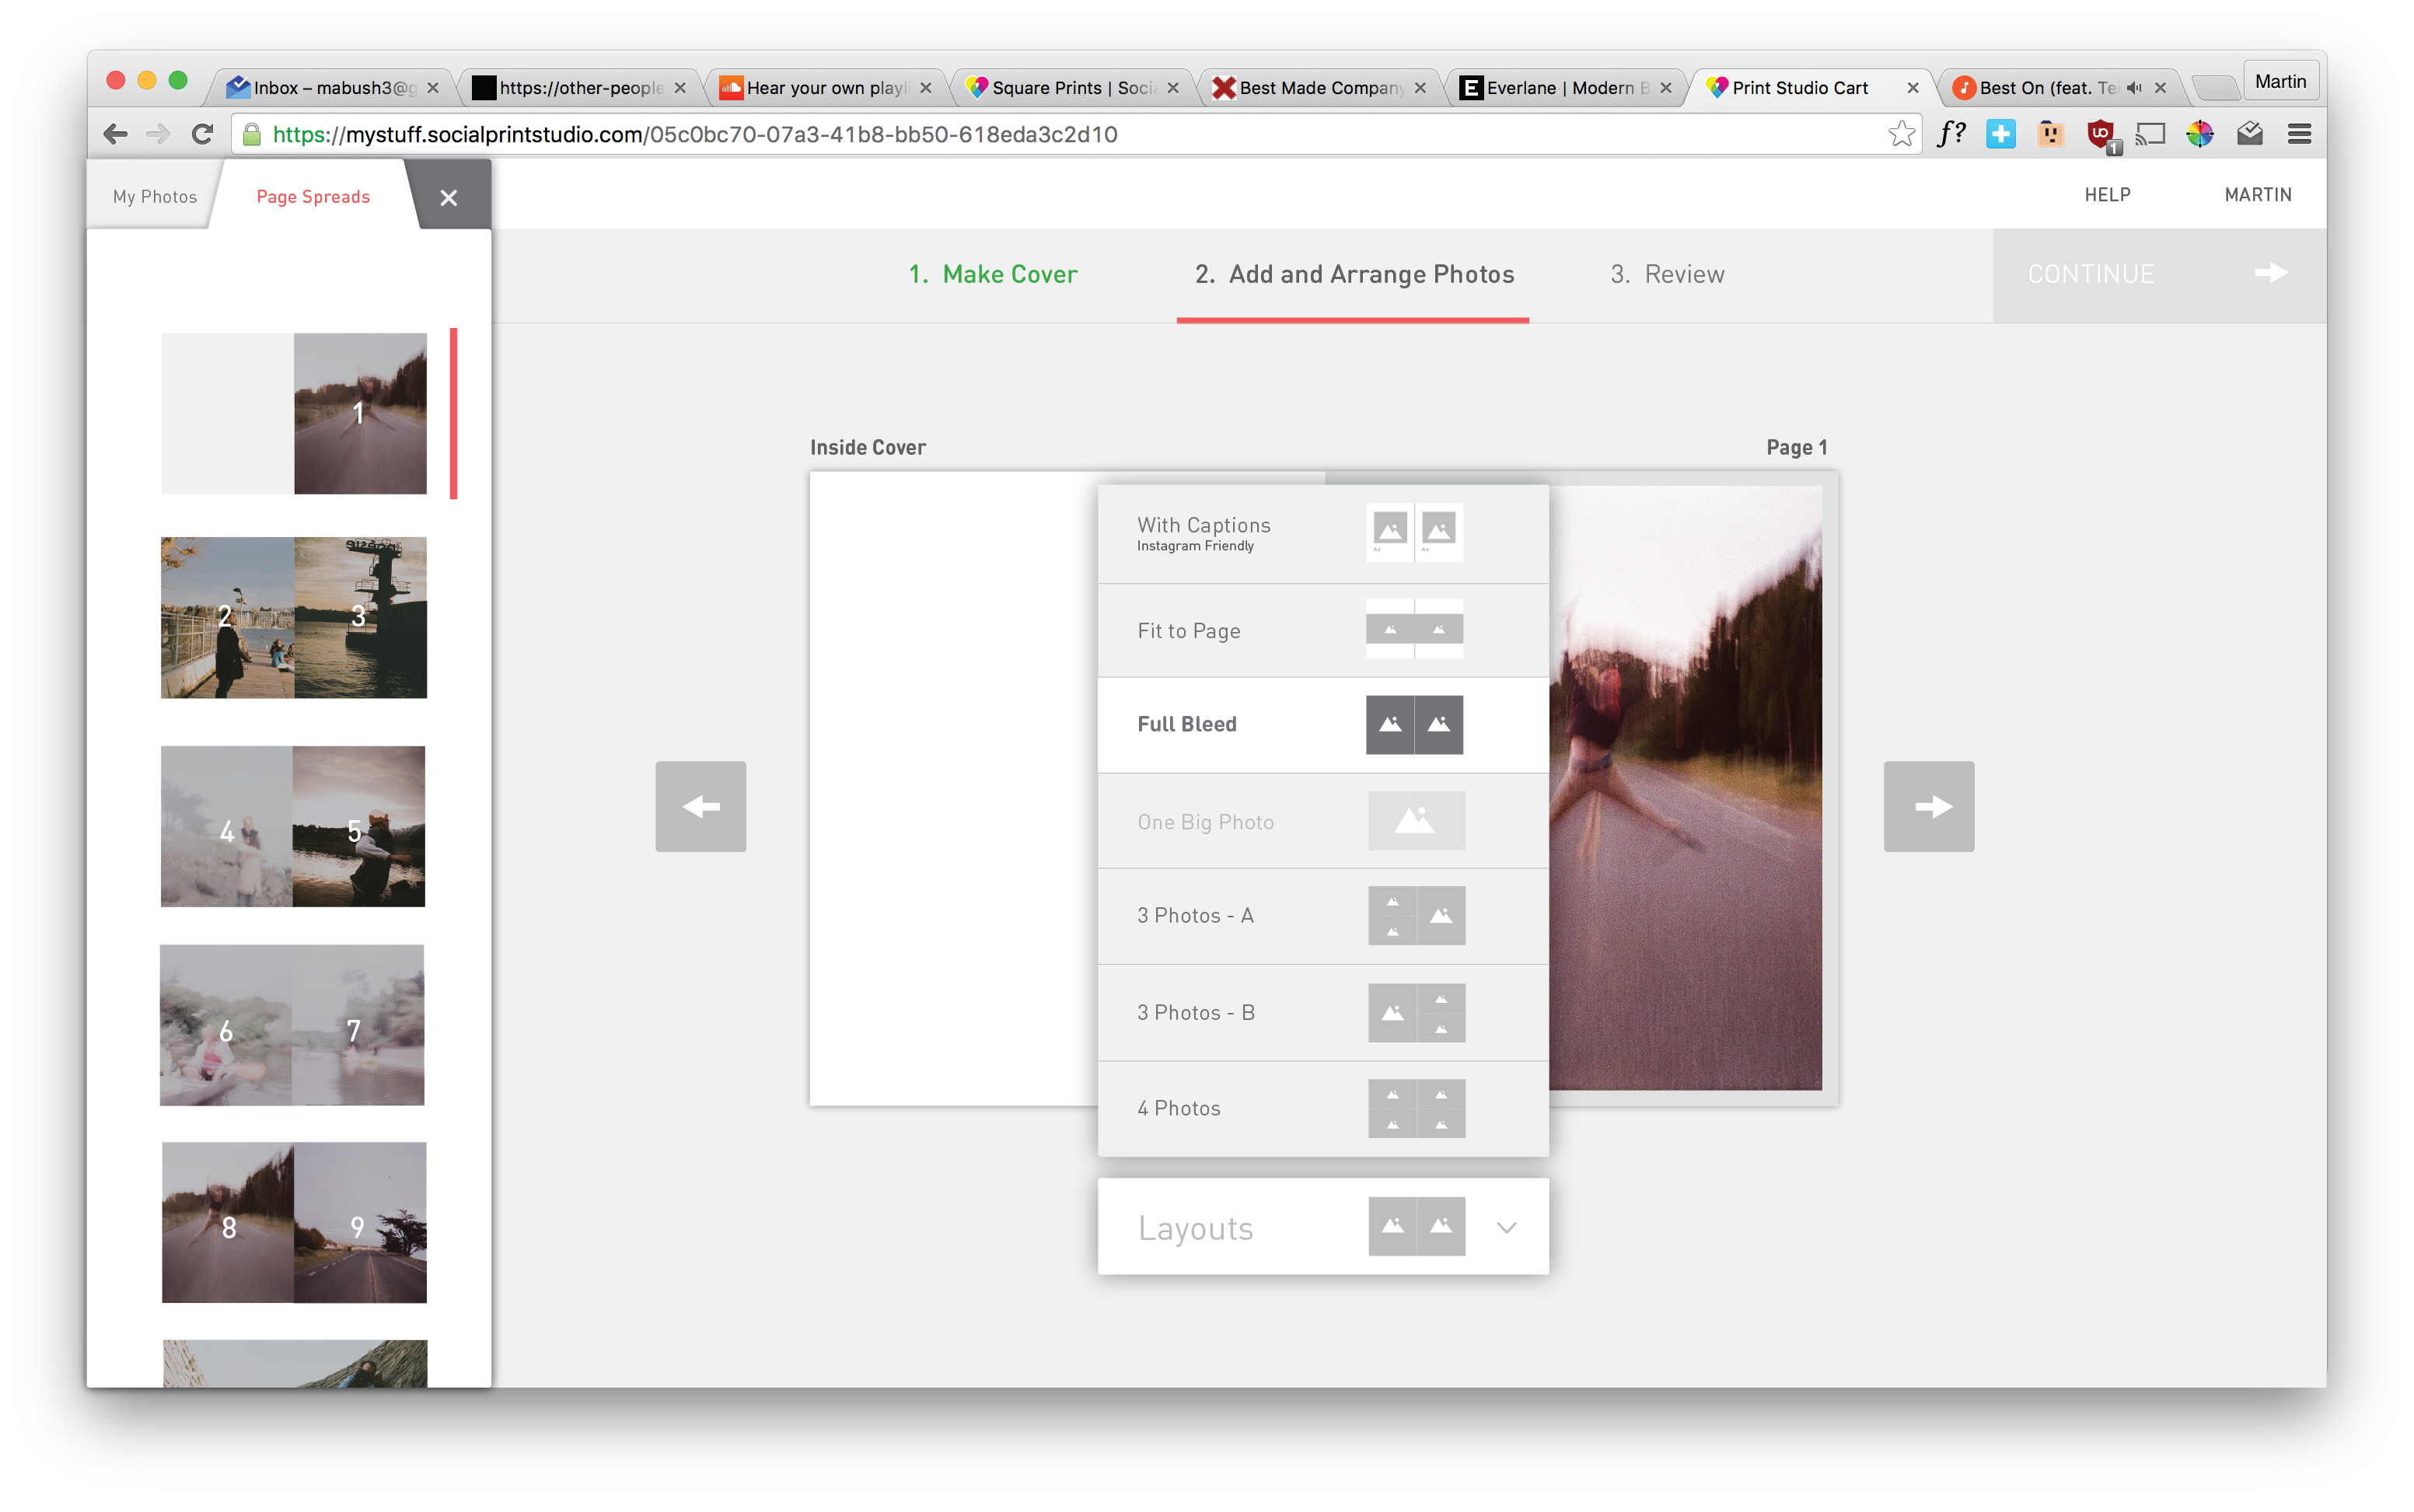 Inbox – mabush3@g
https://other-people
Hear your own playli
Square Prints | Socia
Best Made Company
Everlane | Modern B
Print Studio Cart
Best On (feat. Tei
Martin
https://mystuff.socialprintstudio.com/05c0bc70-07a3-41b8-bb50-618eda3c2d10
f?
1
My Photos
Page Spreads
HELP
MARTIN
1. Make Cover
2. Add and Arrange Photos
3. Review
CONTINUE
1
2
3
4
5
6
7
8
9
Inside Cover
Page 1
With Captions
Instagram Friendly
Fit to Page
Full Bleed
One Big Photo
3 Photos - A
3 Photos - B
4 Photos
Layouts